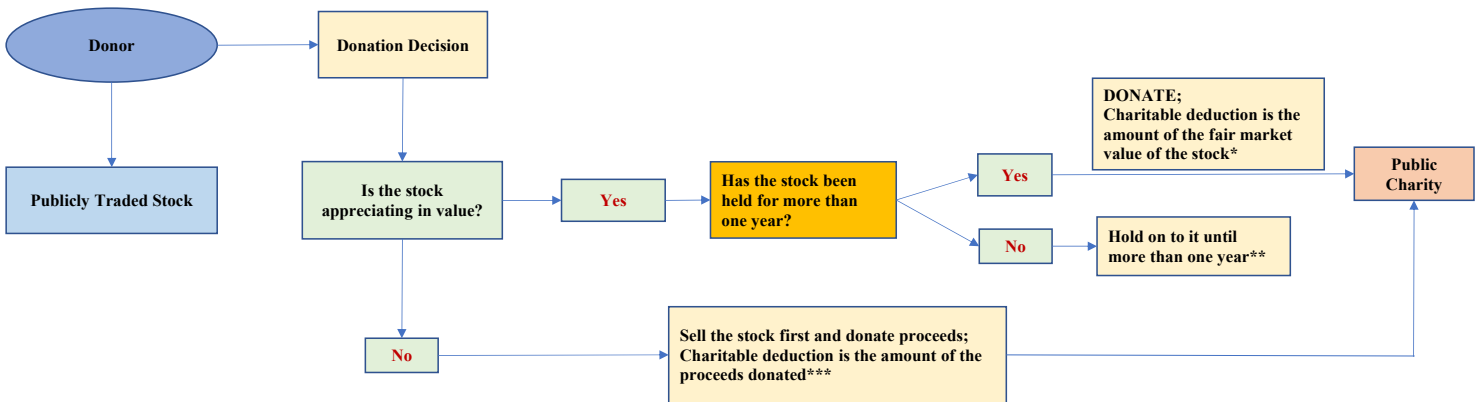 Donor
Donation Decision
Publicly Traded Stock
Is the stock
appreciating in value?
Yes
Has the stock been
held for more than
one year?
Yes
DONATE;
Charitable deduction is the
amount of the fair market
value of the stock*
Public
Charity
No
Hold on to it until
more than one year**
No
Sell the stock first and donate proceeds;
Charitable deduction is the amount of the
proceeds donated***